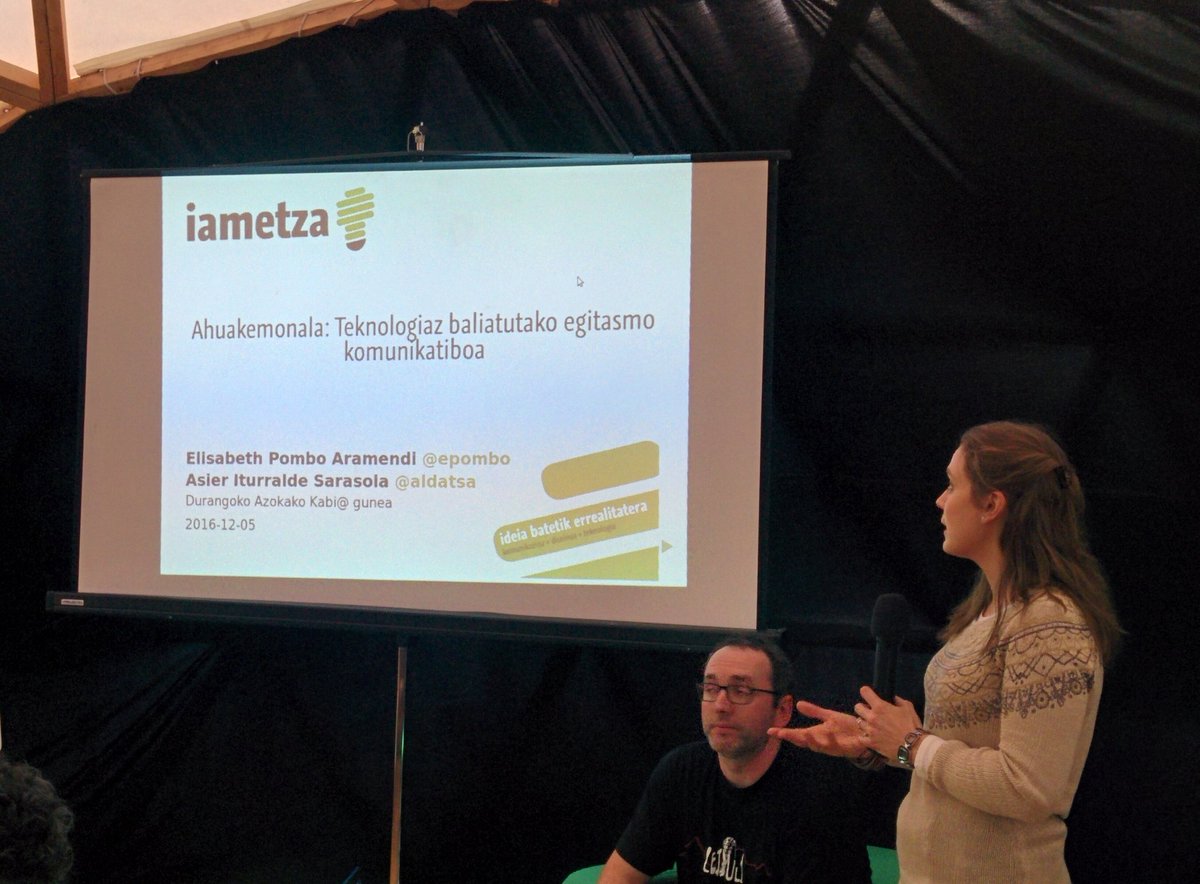 iametza
Ahuakemonala: Teknologiaz baliatutako egitasmo
komunikatiboa
Elisabeth Pombo Aramendi @epombo
Asier Iturralde Sarasola @aldatsa
Durangoko Azokako Kabi@ gunea
2016-12-05
ideia batetik errealitatera